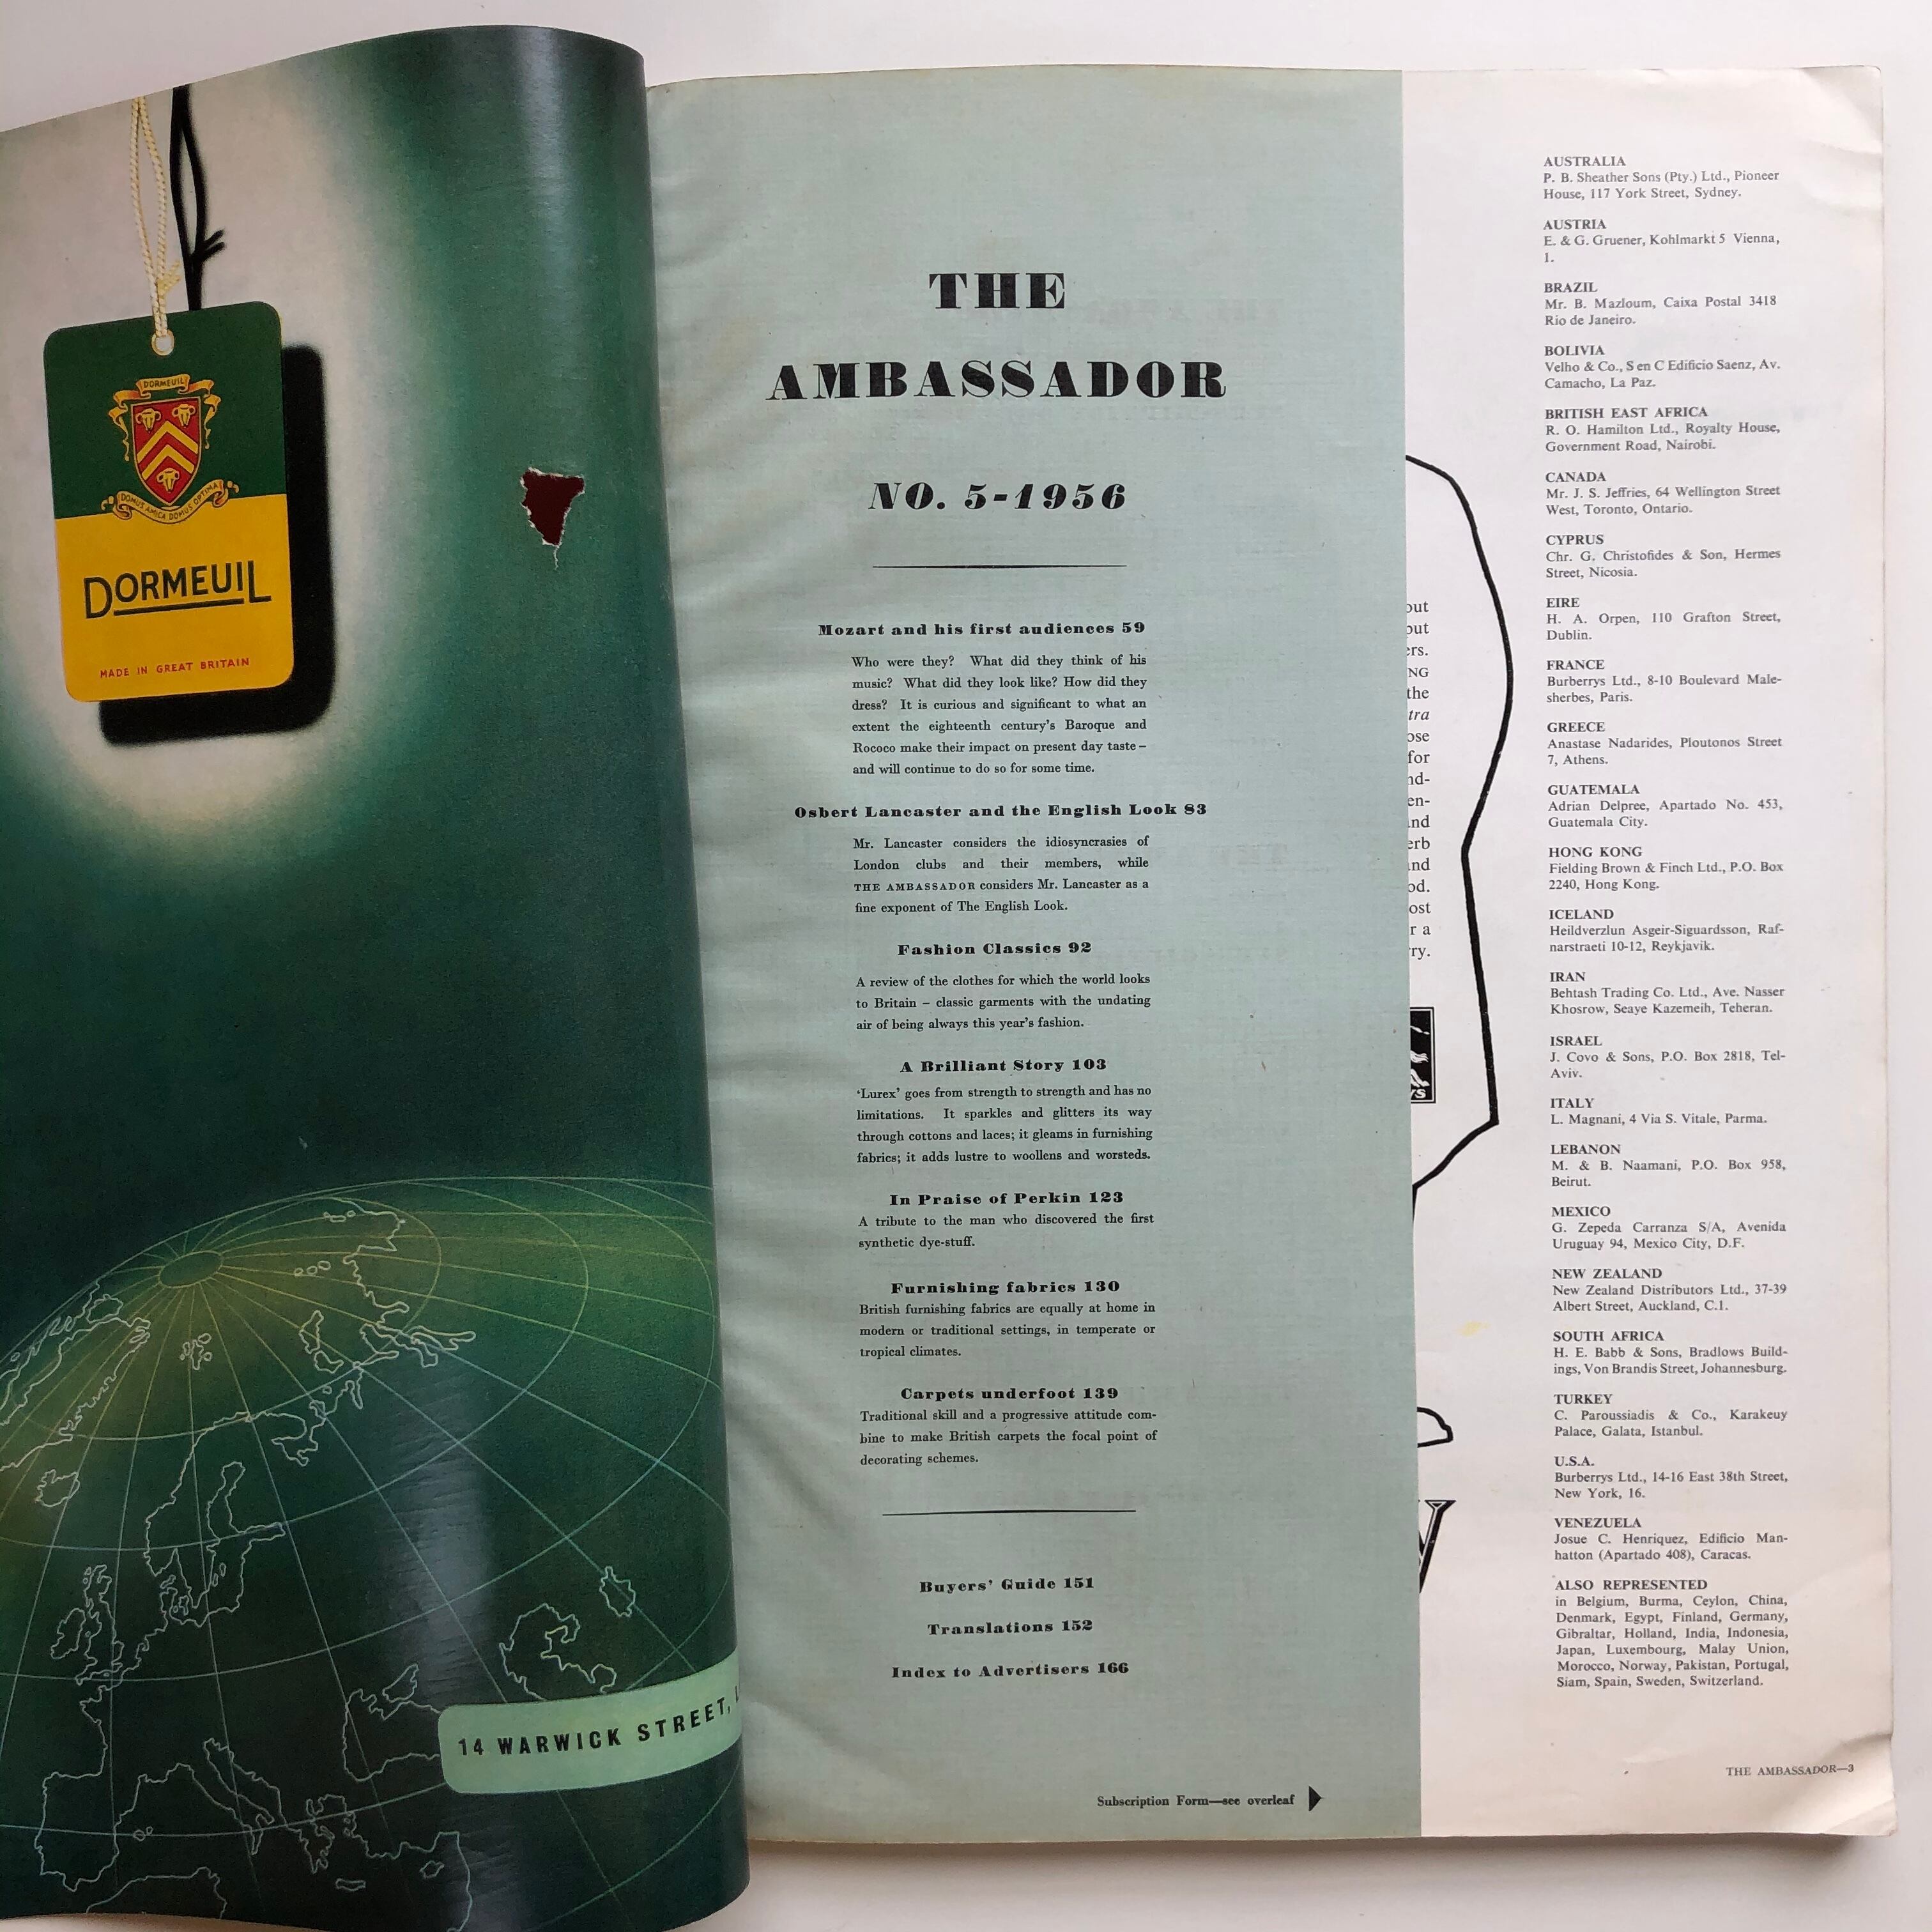 DORMEUIL
DOMUS AMICA DOMUS OPTIMA
DORMEUIL
MADE IN GREAT BRITAIN
14 WARWICK STREET,
THE
AMBASSADOR
NO. 5-1956
Mozart and his first audiences 59
Who were they? What did they think of his
music? What did they look like? How did they
dress? It is curious and significant to what an
extent the eighteenth century's Baroque and
Rococo make their impact on present day taste –
and will continue to do so for some time.
Osbert Lancaster and the English Look 83
Mr. Lancaster considers the idiosyncrasies of
London clubs and their members, while
THE AMBASSADOR considers Mr. Lancaster as a
fine exponent of The English Look.
Fashion Classics 92
A review of the clothes for which the world looks
to Britain – classic garments with the undating
air of being always this year's fashion.
A Brilliant Story 103
'Lurex' goes from strength to strength and has no
limitations. It sparkles and glitters its way
through cottons and laces; it gleams in furnishing
fabrics; it adds lustre to woollens and worsteds.
In Praise of Perkin 123
A tribute to the man who discovered the first
synthetic dye-stuff.
Furnishing fabrics 130
British furnishing fabrics are equally at home in
modern or traditional settings, in temperate or
tropical climates.
Carpets underfoot 139
Traditional skill and a progressive attitude com-
bine to make British carpets the focal point of
decorating schemes.
Buyers' Guide 151
Translations 152
Index to Advertisers 166
Subscription Form—see overleaf
the
for
AUSTRALIA
P. B. Sheather Sons (Pty.) Ltd., Pioneer
House, 117 York Street, Sydney.
AUSTRIA
E. & G. Gruener, Kohlmarkt 5 Vienna,
1.
BRAZIL
Mr. B. Mazloum, Caixa Postal 3418
Rio de Janeiro.
BOLIVIA
Velho & Co., S en C Edificio Saenz, Av.
Camacho, La Paz.
BRITISH EAST AFRICA
R. O. Hamilton Ltd., Royalty House,
Government Road, Nairobi.
CANADA
Mr. J. S. Jeffries, 64 Wellington Street
West, Toronto, Ontario.
CYPRUS
Chr. G. Christofides & Son, Hermes
Street, Nicosia.
EIRE
H. A. Orpen, 110 Grafton Street,
Dublin.
FRANCE
Burberrys Ltd., 8-10 Boulevard Male-
sherbes, Paris.
GREECE
Anastase Nadarides, Ploutonos Street
7, Athens.
GUATEMALA
Adrian Delpree, Apartado No. 453,
Guatemala City.
HONG KONG
Fielding Brown & Finch Ltd., P.O. Box
2240, Hong Kong.
ICELAND
Heildverzlun Asgeir-Siguardsson, Raf-
narstraeti 10-12, Reykjavik.
IRAN
Behtash Trading Co. Ltd., Ave. Nasser
Khosrow, Seaye Kazemeih, Teheran.
ISRAEL
J. Covo & Sons, P.O. Box 2818, Tel-
Aviv.
ITALY
L. Magnani, 4 Via S. Vitale, Parma.
LEBANON
M. & B. Naamani, P.O. Box 958,
Beirut.
MEXICO
G. Zepeda Carranza S/A, Avenida
Uruguay 94, Mexico City, D.F.
NEW ZEALAND
New Zealand Distributors Ltd., 37-39
Albert Street, Auckland, C.1.
SOUTH AFRICA
H. E. Babb & Sons, Bradlows Build-
ings, Von Brandis Street, Johannesburg.
TURKEY
C. Paroussiadis & Co., Karakeuy
Palace, Galata, Istanbul.
U.S.A.
Burberrys Ltd., 14-16 East 38th Street,
New York, 16.
VENEZUELA
Josue C. Henriquez, Edificio Man-
hatton (Apartado 408), Caracas.
ALSO REPRESENTED
in Belgium, Burma, Ceylon, China,
Denmark, Egypt, Finland, Germany,
Gibraltar, Holland, India, Indonesia,
Japan, Luxembourg, Malay Union,
Morocco, Norway, Pakistan, Portugal,
Siam, Spain, Sweden, Switzerland.
THE AMBASSADOR—3